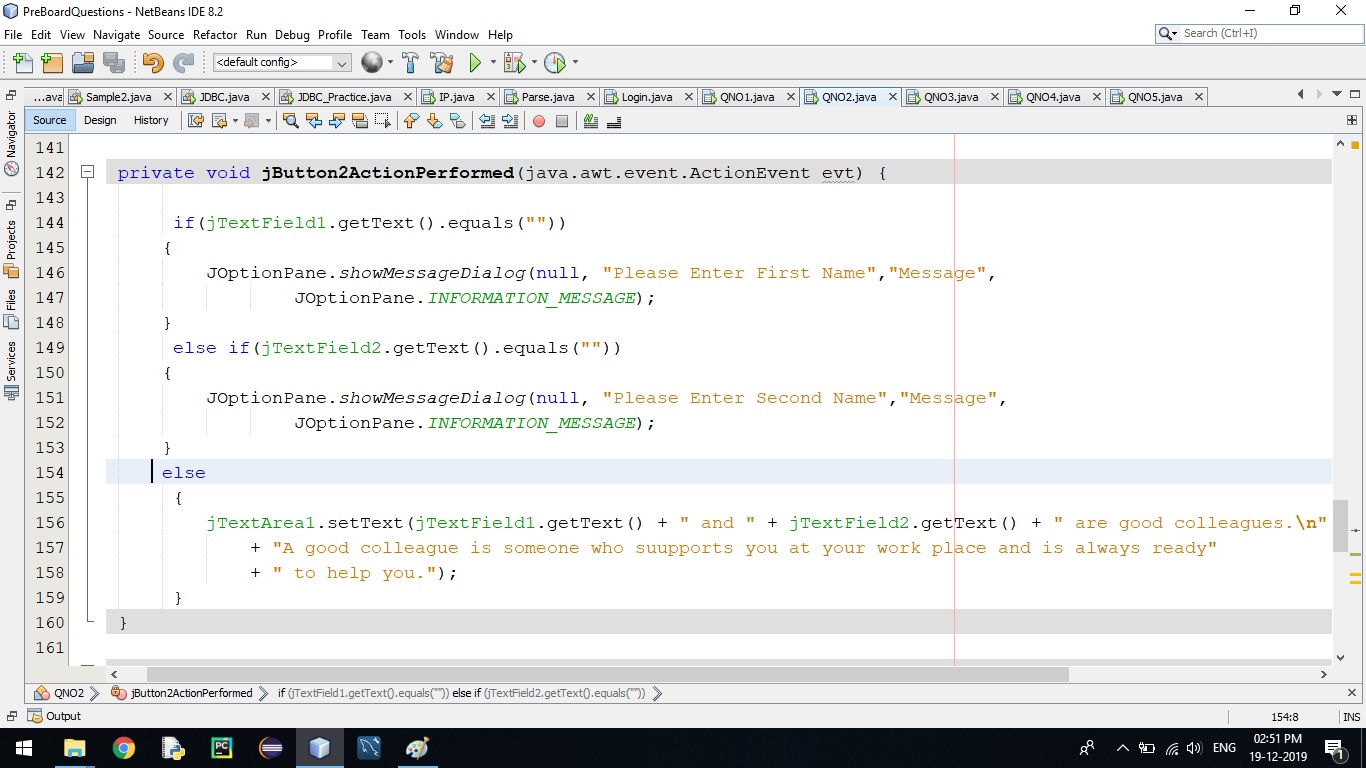 PreBoardQuestions - NetBeans IDE 8.2
File Edit View Navigate Source Refactor Run Debug Profile Team Tools Window Help
Search (Ctrl+I)
<default config>
...ava Sample2.java JDBC.java JDBC_Practice.java IP.java Parse.java Login.java QNO1.java QNO2.java QNO3.java QNO4.java QNO5.java
Source Design History
Navigator
Projects
Files
Services
141
142 private void jButton2ActionPerformed(java.awt.event.ActionEvent evt) {
143
144 if(jTextField1.getText().equals(""))
145 {
146 JOptionPane.showMessageDialog(null, "Please Enter First Name","Message",
147 JOptionPane.INFORMATION_MESSAGE);
148 }
149 else if(jTextField2.getText().equals(""))
150 {
151 JOptionPane.showMessageDialog(null, "Please Enter Second Name","Message",
152 JOptionPane.INFORMATION_MESSAGE);
153 }
154 else
155 {
156 jTextArea1.setText(jTextField1.getText() + " and " + jTextField2.getText() + " are good colleagues.\n"
157 + "A good colleague is someone who suupports you at your work place and is always ready"
158 + " to help you.");
159 }
160 }
161
QNO2 jButton2ActionPerformed if (jTextField1.getText().equals("")) else if (jTextField2.getText().equals(""))
Output
154:8 INS
ENG 02:51 PM
19-12-2019
1